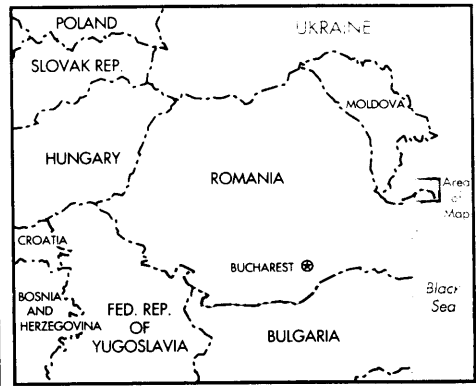 POLAND
UKRAINE
SLOVAK REP.
MOLDOVA
HUNGARY
ROMANIA
Area
of
Map
CROATIA
BUCHAREST
Black
Sea
BOSNIA
AND
HERZEGOVINA
FED. REP.
OF
YUGOSLAVIA
BULGARIA